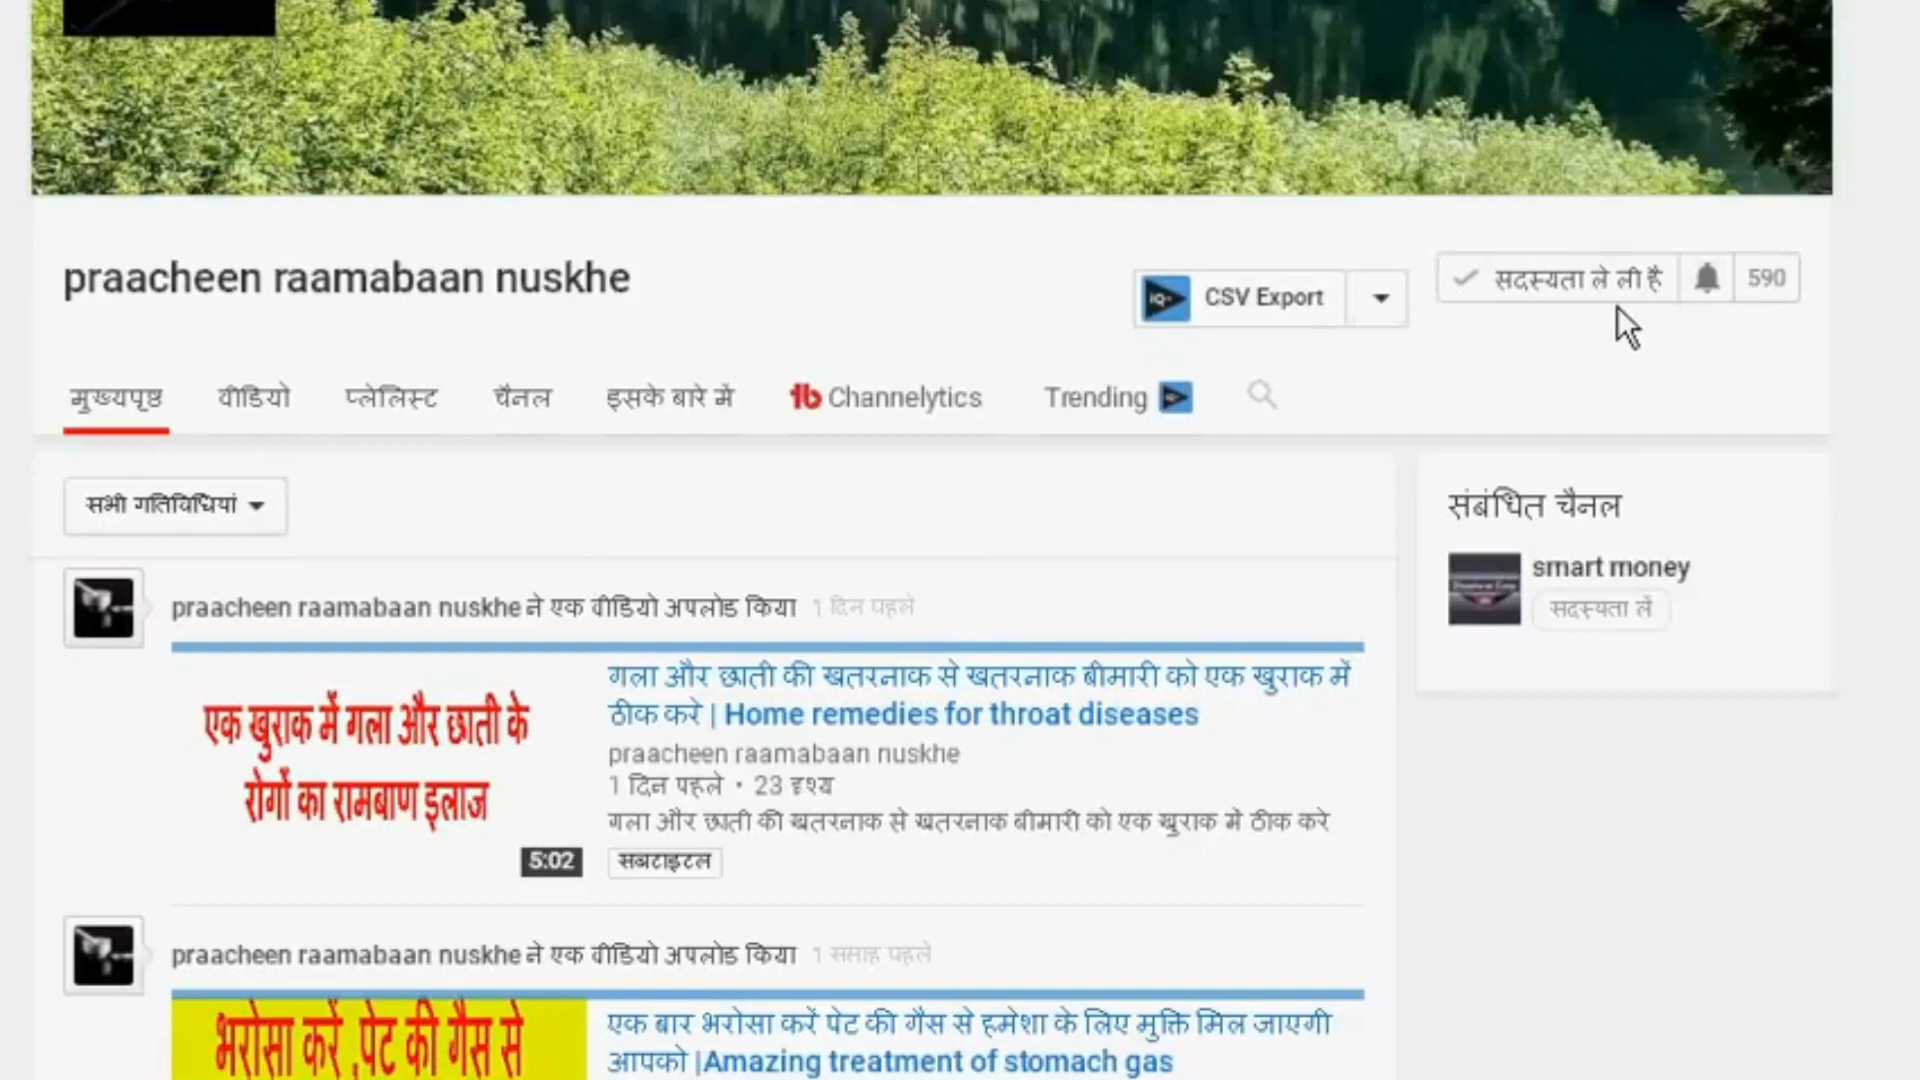 praacheen raamabaan nuskhe
CSV Export
सदस्यता ले ली है
590
मुख्यपृष्ठ
वीडियो
प्लेलिस्ट
चैनल
इसके बारे में
Channelytics
Trending
सभी गतिविधियां
संबंधित चैनल
smart money
सदस्यता लें
praacheen raamabaan nuskhe ने एक वीडियो अपलोड किया 1 दिन पहले
एक खुराक में गला और छाती के
रोगों का रामबाण इलाज
5:02
गला और छाती की खतरनाक से खतरनाक बीमारी को एक खुराक में
ठीक करे | Home remedies for throat diseases
praacheen raamabaan nuskhe
1 दिन पहले • 23 दृश्य
गला और छाती की खतरनाक से खतरनाक बीमारी को एक खुराक में ठीक करे
सबटाइटल
praacheen raamabaan nuskhe ने एक वीडियो अपलोड किया 1 सप्ताह पहले
भरोसा करें ,पेट की गैस से
एक बार भरोसा करें पेट की गैस से हमेशा के लिए मुक्ति मिल जाएगी
आपको |Amazing treatment of stomach gas